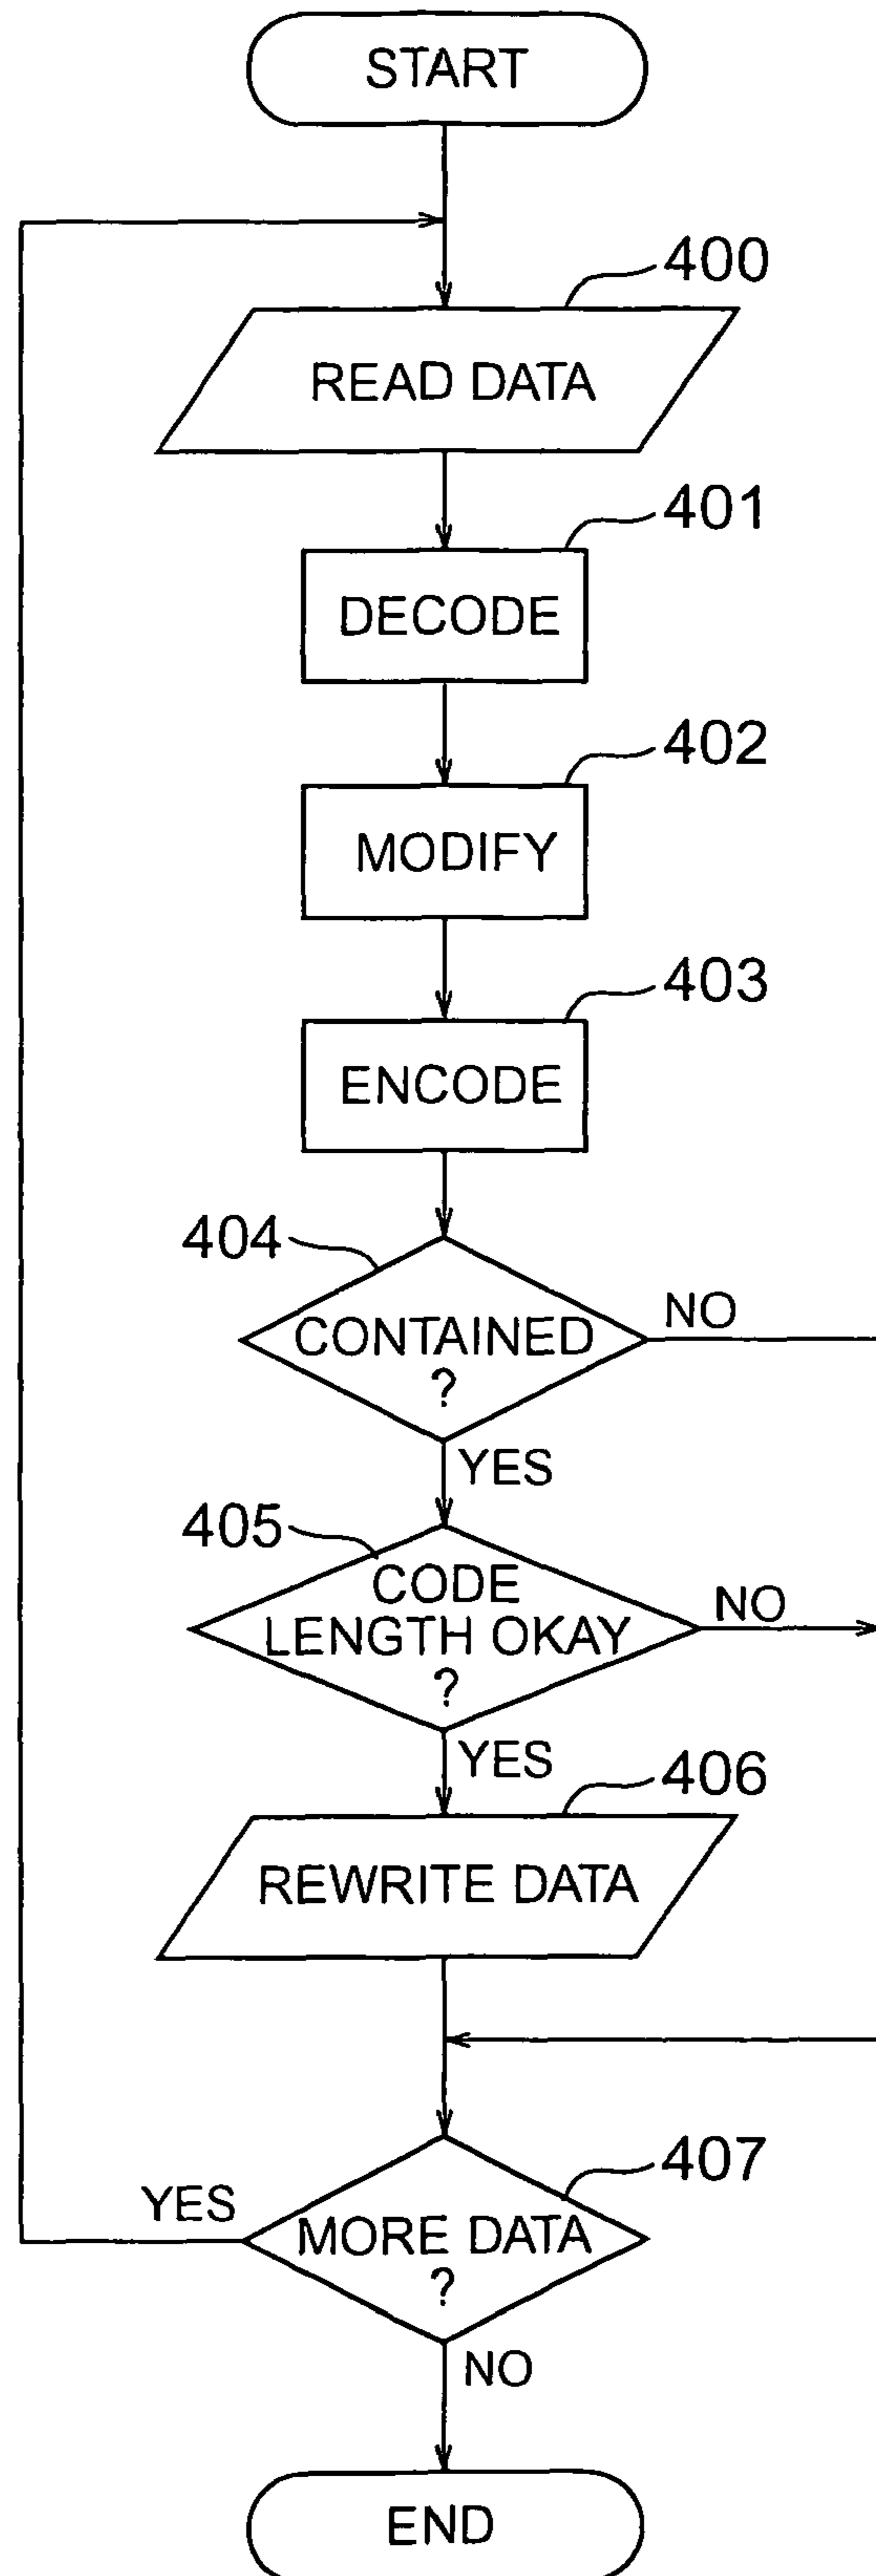 START
400
READ DATA
401
DECODE
402
MODIFY
403
ENCODE
404
CONTAINED
?
NO
YES
405
CODE
LENGTH OKAY
?
NO
YES
406
REWRITE DATA
407
YES
MORE DATA
?
NO
END